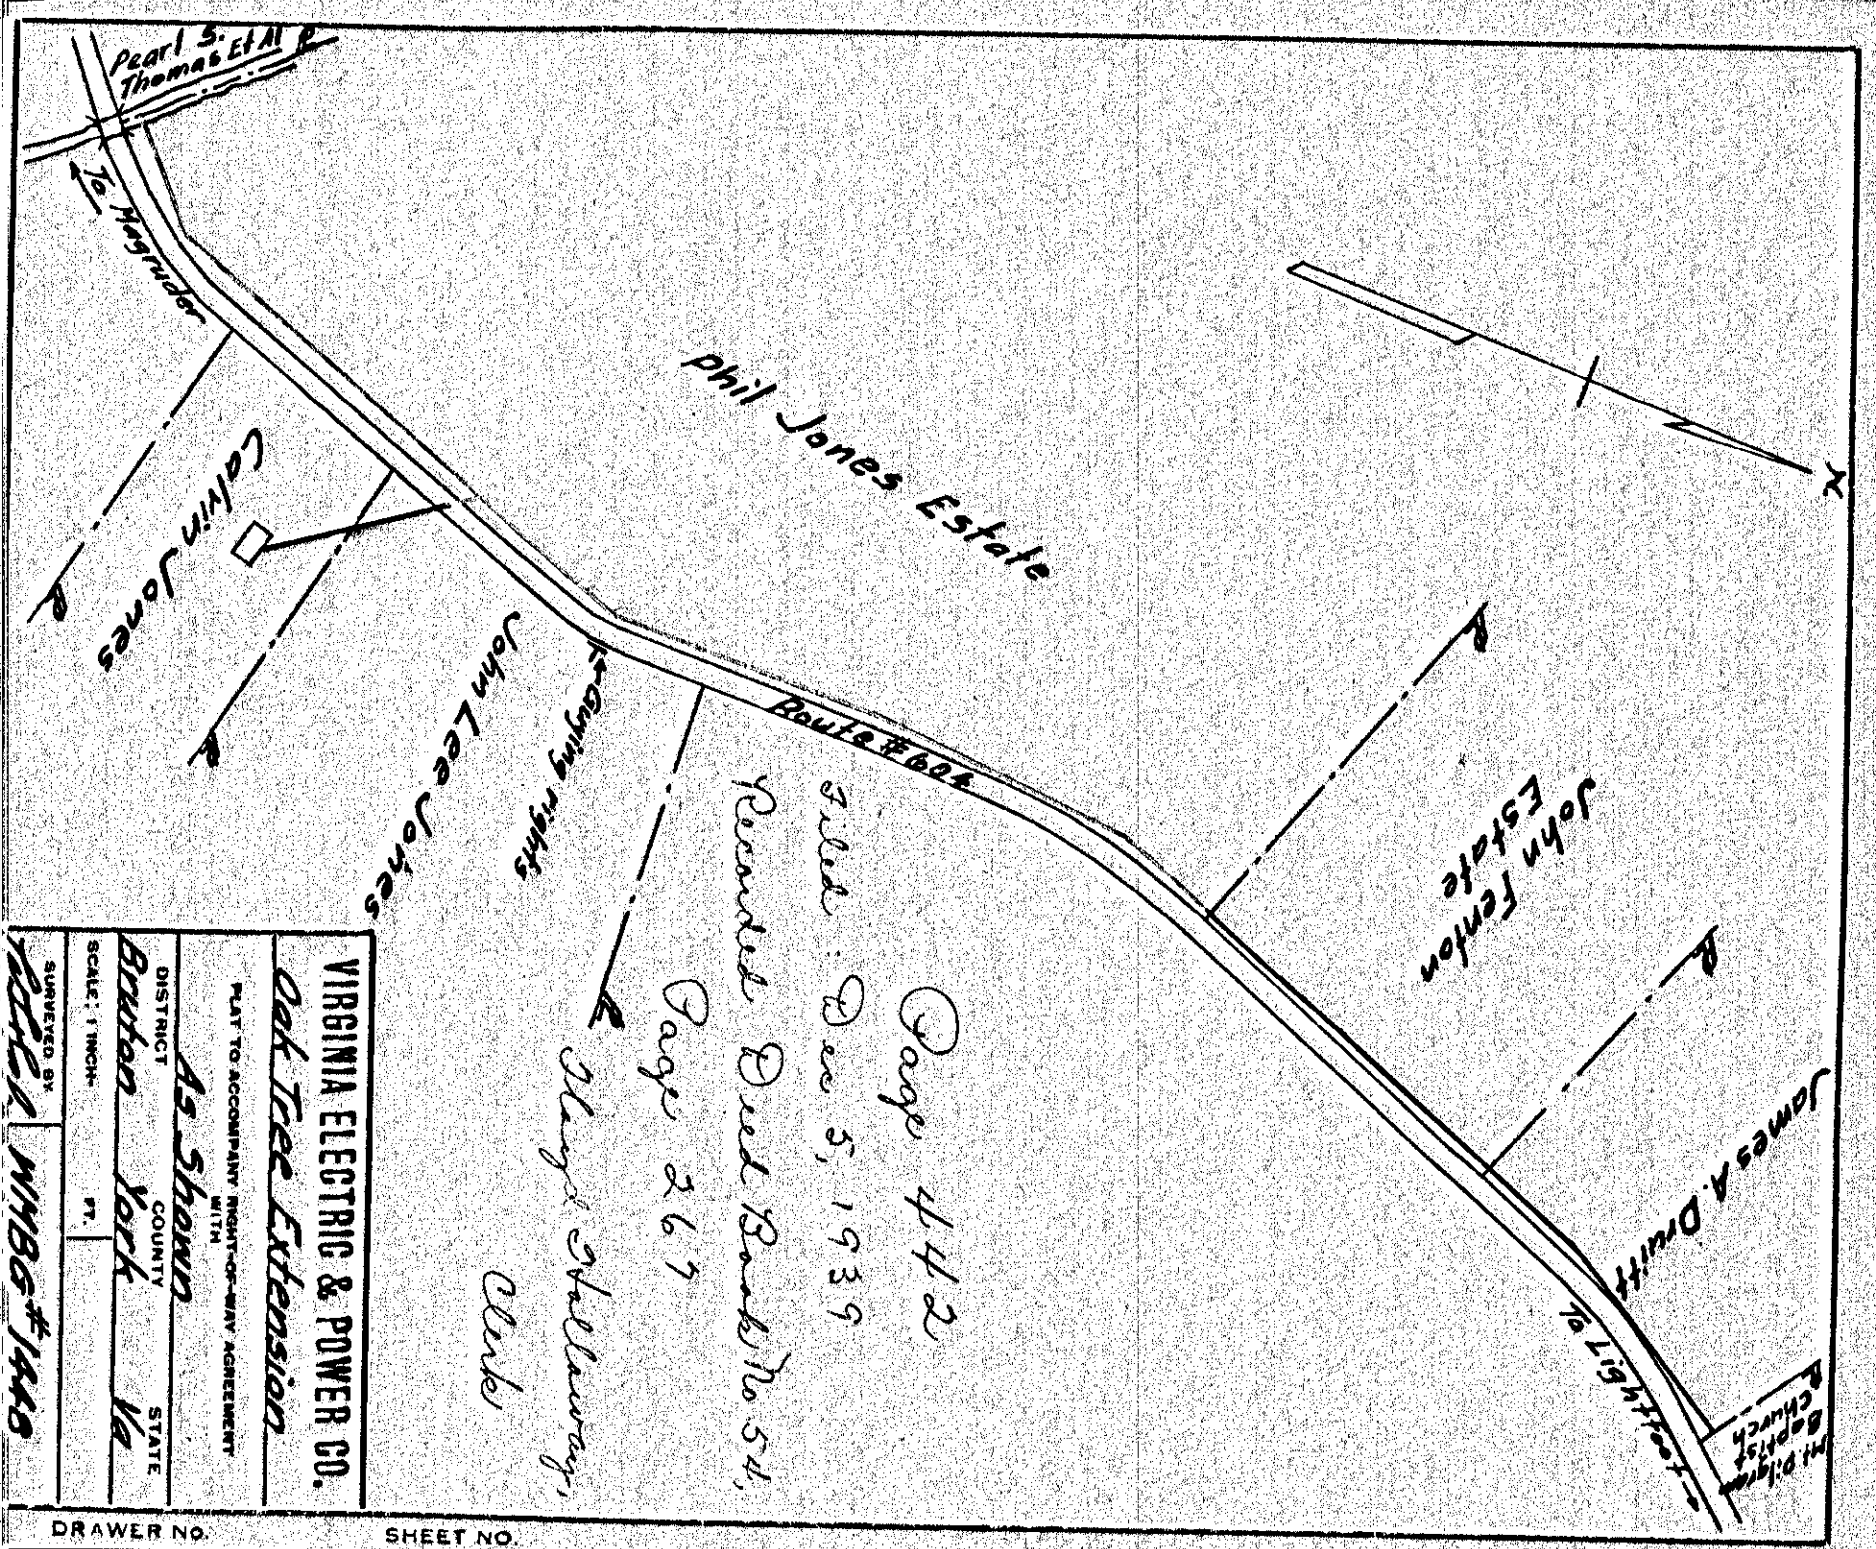 Pearl S.
Thomas Et Al
To Magruder
Phil Jones Estate
N
Calvin Jones
John Lee Jones
Guying rights
Route # 604
John Fenton
Estate
James A. Druitt
To Lightfoot
Mt. Pilgram
Baptist
church
Page 442
Filed Dec 5, 1939
Recorded Deed Book No 54,
Page 267
Holloway,
Clerk
VIRGINIA ELECTRIC & POWER CO.
Oak Tree Extension
PLAT TO ACCOMPANY RIGHT-OF-WAY AGREEMENT
WITH
As Shown
DISTRICT COUNTY STATE
Bruton York Va
SCALE: 1 INCH= FT.
SURVEYED BY
WMBG # 1440
DRAWER NO. SHEET NO.